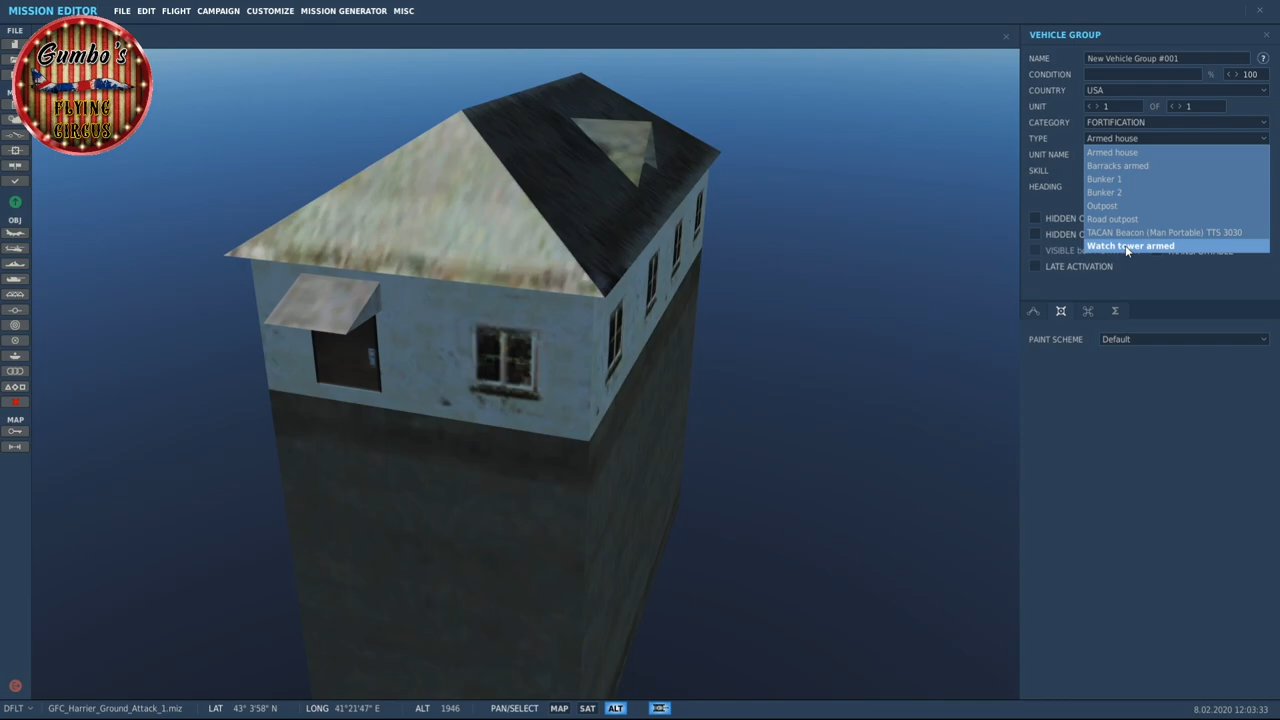 MISSION EDITOR FILE EDIT FLIGHT CAMPAIGN CUSTOMIZE MISSION GENERATOR MISC
FILE
Gumbo's
FLYING
CIRCUS
OBJ
MAP
VEHICLE GROUP
NAME New Vehicle Group #001 ?
CONDITION % < > 100
COUNTRY USA
UNIT < > 1 OF < > 1
CATEGORY FORTIFICATION
TYPE Armed house
Armed house
UNIT NAME
Barracks armed
SKILL
Bunker 1
HEADING
Bunker 2
Outpost
HIDDEN
Road outpost
HIDDEN
TACAN Beacon (Man Portable) TTS 3030
Watch tower armed
VISIBLE
LATE ACTIVATION
PAINT SCHEME Default
DFLT GFC_Harrier_Ground_Attack_1.miz LAT 43° 3'58" N LONG 41°21'47" E ALT 1946 PAN/SELECT MAP SAT ALT 8.02.2020 12:03:33